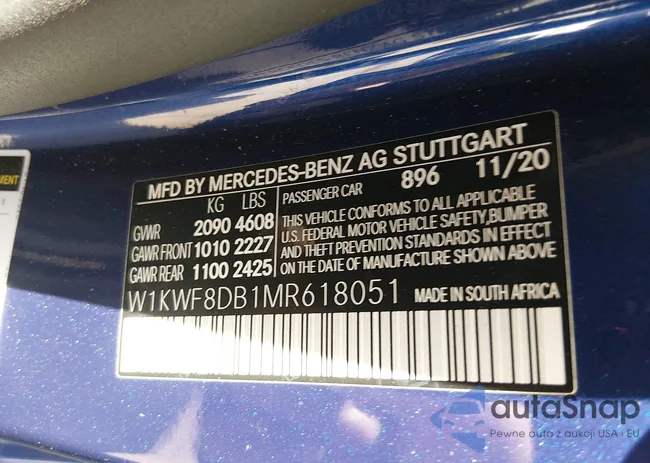 MENT
MFD BY MERCEDES-BENZ AG STUTTGART
KG LBS
GVWR 2090 4608
GAWR FRONT 1010 2227
GAWR REAR 1100 2425
PASSENGER CAR 896 11/20
THIS VEHICLE CONFORMS TO ALL APPLICABLE
U.S. FEDERAL MOTOR VEHICLE SAFETY, BUMPER
AND THEFT PREVENTION STANDARDS IN EFFECT
ON THE DATE OF MANUFACTURE SHOWN ABOVE
W1KWF8DB1MR618051 MADE IN SOUTH AFRICA
autaSnap
Pewne auta z aukcji USA i EU